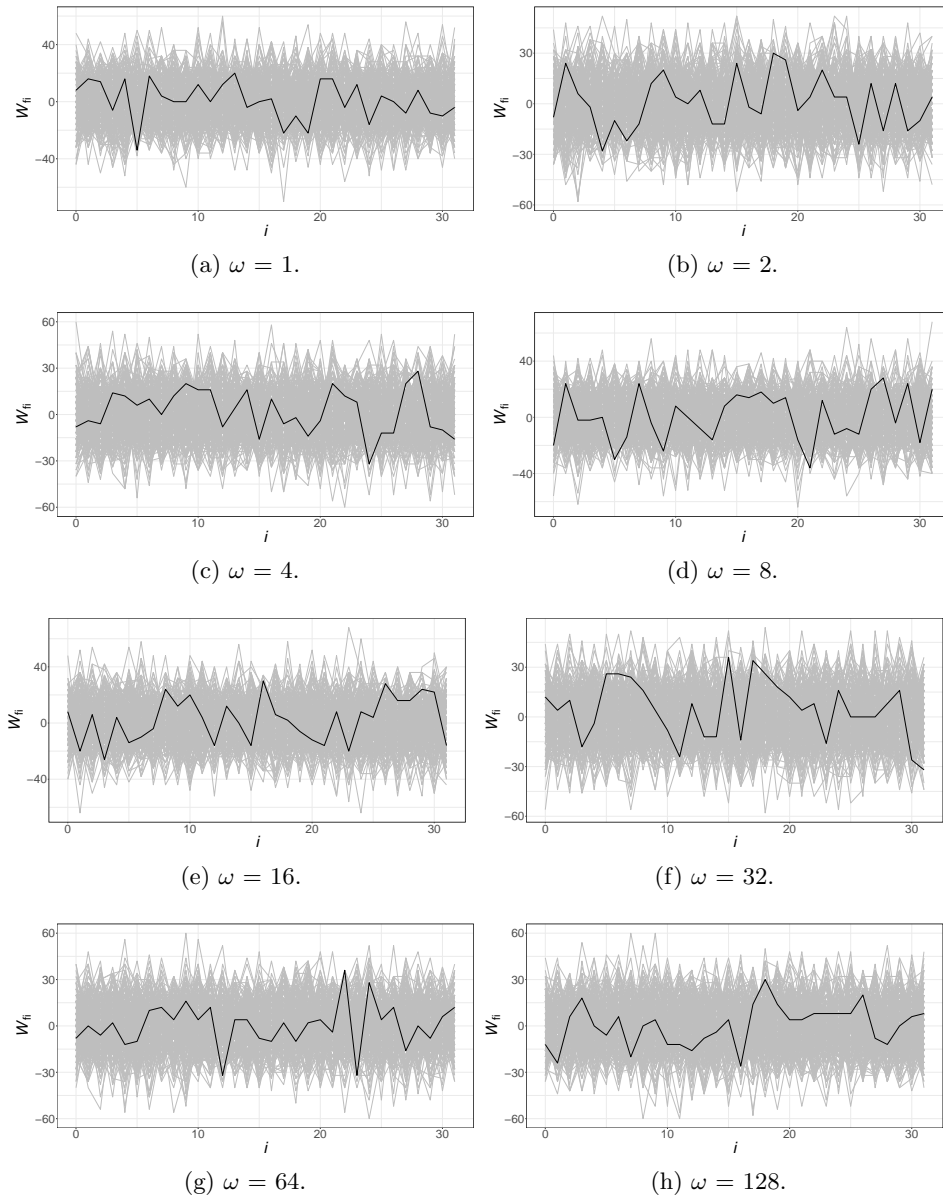 40
0
−40
W_fi
0 10 20 30
i
(a) ω = 1.
30
0
−30
−60
W_fi
0 10 20 30
i
(b) ω = 2.
60
30
0
−30
−60
W_fi
0 10 20 30
i
(c) ω = 4.
40
0
−40
W_fi
0 10 20 30
i
(d) ω = 8.
40
0
−40
W_fi
0 10 20 30
i
(e) ω = 16.
30
0
−30
−60
W_fi
0 10 20 30
i
(f) ω = 32.
60
30
0
−30
−60
W_fi
0 10 20 30
i
(g) ω = 64.
60
30
0
−30
−60
W_fi
0 10 20 30
i
(h) ω = 128.